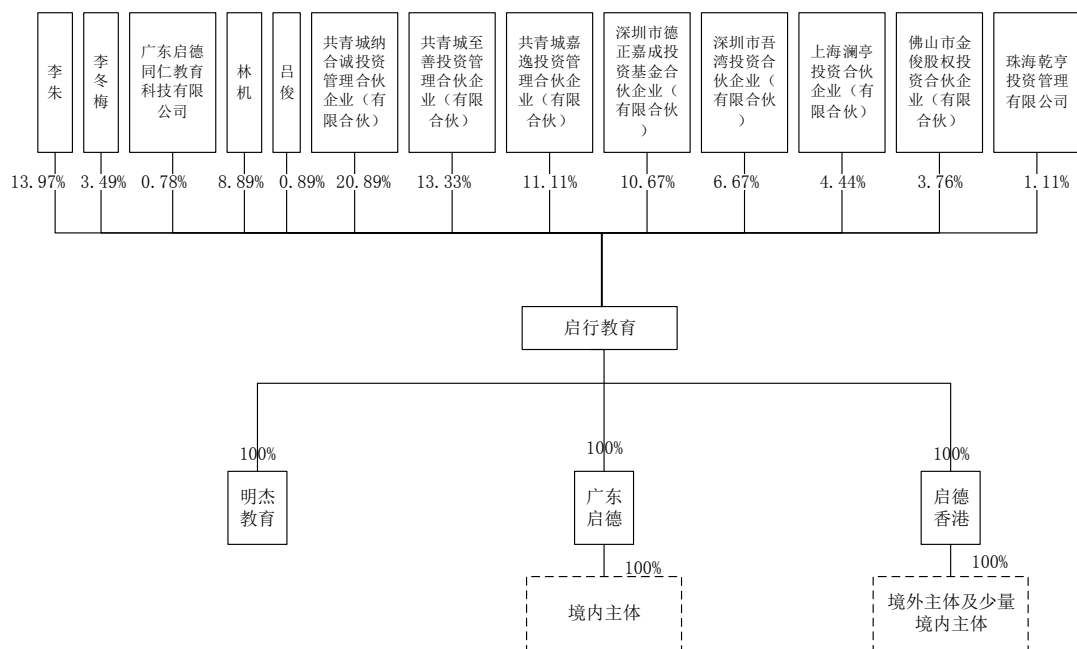 李
朱
李
冬
梅
广东启德
同仁教育
科技有限
公司
林
机
吕
俊
共青城纳
合诚投资
管理合伙
企业（有
限合伙）
共青城至
善投资管
理合伙企
业（有限
合伙）
共青城嘉
逸投资管
理合伙企
业（有限
合伙）
深圳市德
正嘉成投
资基金合
伙企业（
有限合伙
）
深圳市吾
湾投资合
伙企业（
有限合伙
）
上海澜亭
投资合伙
企业（有
限合伙）
佛山市金
俊股权投
资合伙企
业（有限
合伙）
珠海乾亨
投资管理
有限公司
13.97%
3.49%
0.78%
8.89%
0.89%
20.89%
13.33%
11.11%
10.67%
6.67%
4.44%
3.76%
1.11%
启行教育
100%
100%
100%
明杰
教育
广东
启德
启德
香港
100%
100%
境内主体
境外主体及少量
境内主体